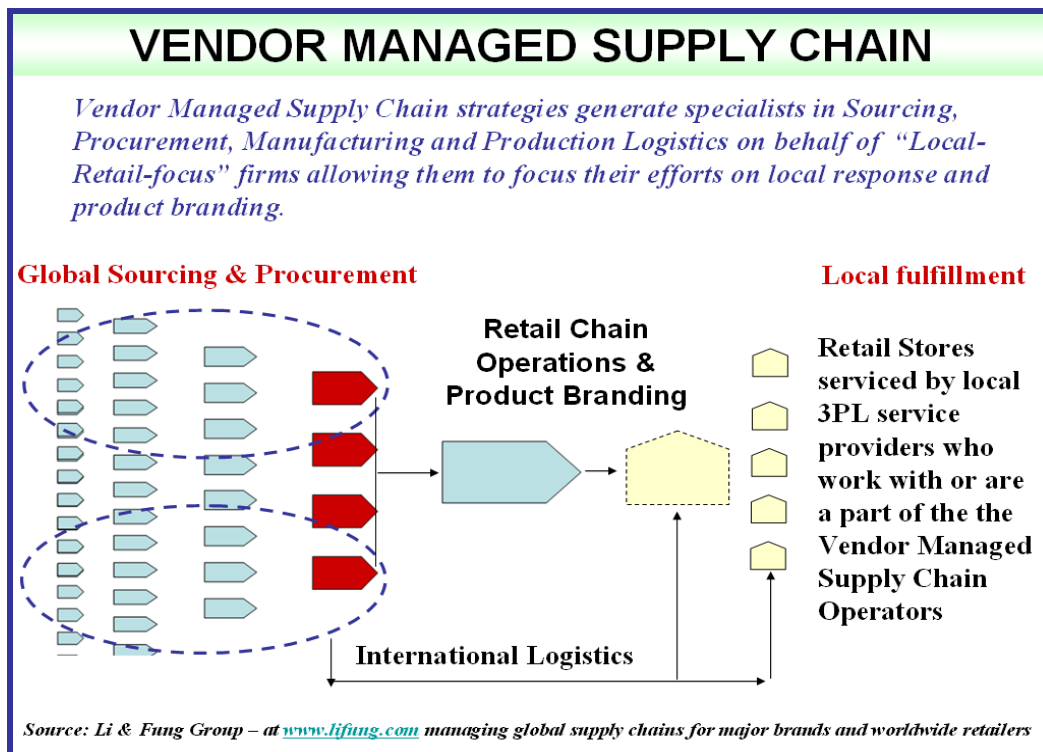 VENDOR MANAGED SUPPLY CHAIN
Vendor Managed Supply Chain strategies generate specialists in Sourcing,
Procurement, Manufacturing and Production Logistics on behalf of “Local-
Retail-focus” firms allowing them to focus their efforts on local response and
product branding.
Global Sourcing & Procurement
Local fulfillment
Retail Chain
Operations &
Product Branding
Retail Stores
serviced by local
3PL service
providers who
work with or are
a part of the the
Vendor Managed
Supply Chain
Operators
International Logistics
Source: Li & Fung Group – at www.lifung.com managing global supply chains for major brands and worldwide retailers